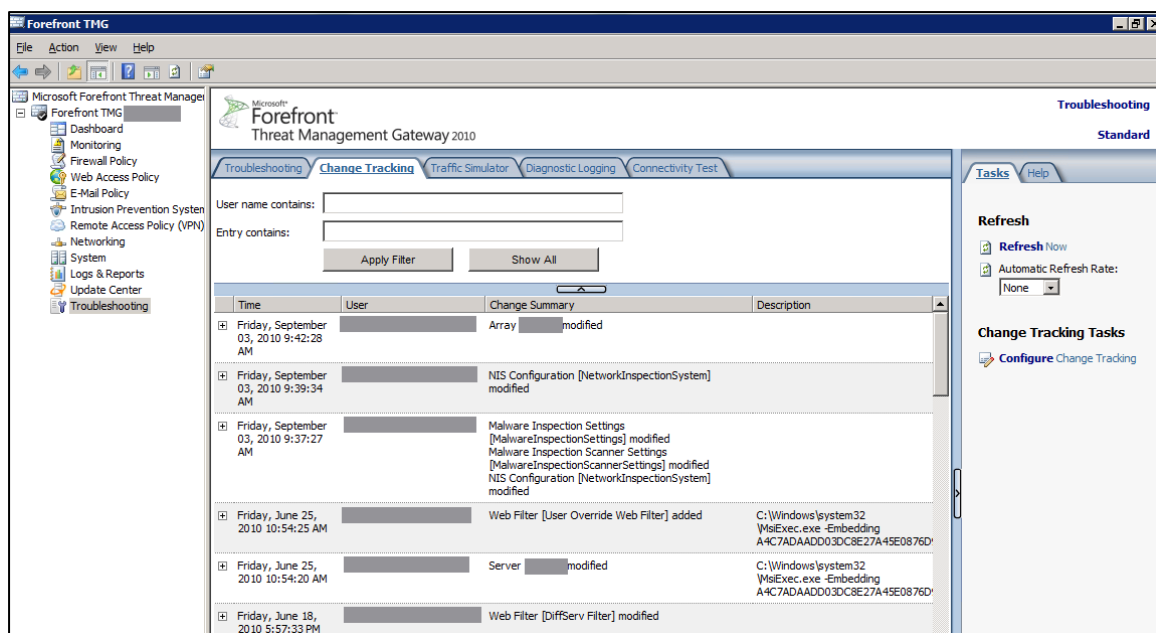 Forefront TMG
File Action View Help
Microsoft Forefront Threat Manager
Forefront TMG
Dashboard
Monitoring
Firewall Policy
Web Access Policy
E-Mail Policy
Intrusion Prevention System
Remote Access Policy (VPN)
Networking
System
Logs & Reports
Update Center
Troubleshooting
Microsoft
Forefront
Threat Management Gateway 2010
Troubleshooting
Standard
Troubleshooting Change Tracking Traffic Simulator Diagnostic Logging Connectivity Test
User name contains:
Entry contains:
Apply Filter Show All
Time User Change Summary Description
Friday, September
03, 2010 9:42:28
AM
Array modified
Friday, September
03, 2010 9:39:34
AM
NIS Configuration [NetworkInspectionSystem]
modified
Friday, September
03, 2010 9:37:27
AM
Malware Inspection Settings
[MalwareInspectionSettings] modified
Malware Inspection Scanner Settings
[MalwareInspectionScannerSettings] modified
NIS Configuration [NetworkInspectionSystem]
modified
Friday, June 25,
2010 10:54:25 AM
Web Filter [User Override Web Filter] added
C:\Windows\system32
\MsiExec.exe -Embedding
A4C7ADAADD03DC8E27A45E0876D
Friday, June 25,
2010 10:54:20 AM
Server modified
C:\Windows\system32
\MsiExec.exe -Embedding
A4C7ADAADD03DC8E27A45E0876D
Friday, June 18,
2010 5:57:33 PM
Web Filter [DiffServ Filter] modified
Tasks Help
Refresh
Refresh Now
Automatic Refresh Rate:
None
Change Tracking Tasks
Configure Change Tracking